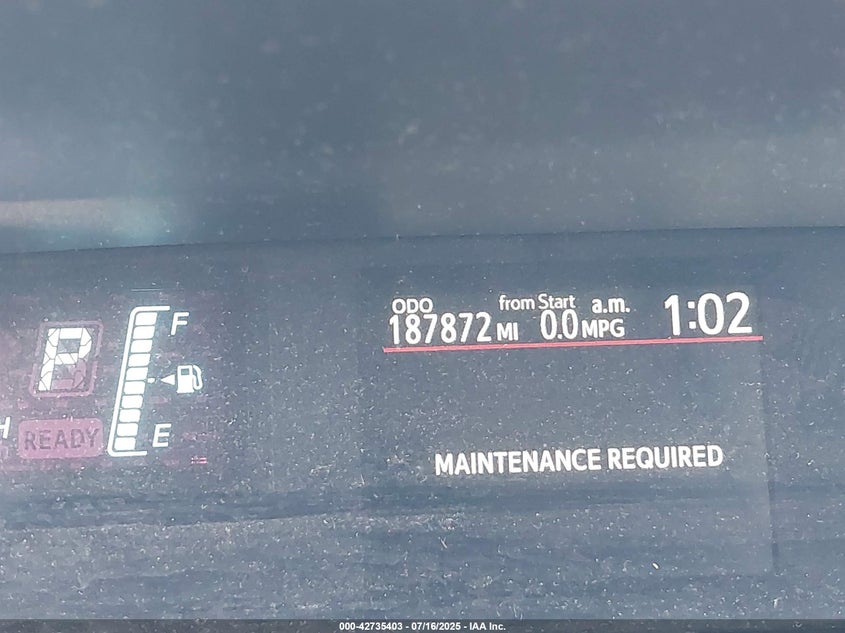 ODO from Start a.m.
187872 MI 0.0 MPG 1:02
F
P
H READY E
MAINTENANCE REQUIRED
000-42735403 - 07/16/2025 - IAA Inc.